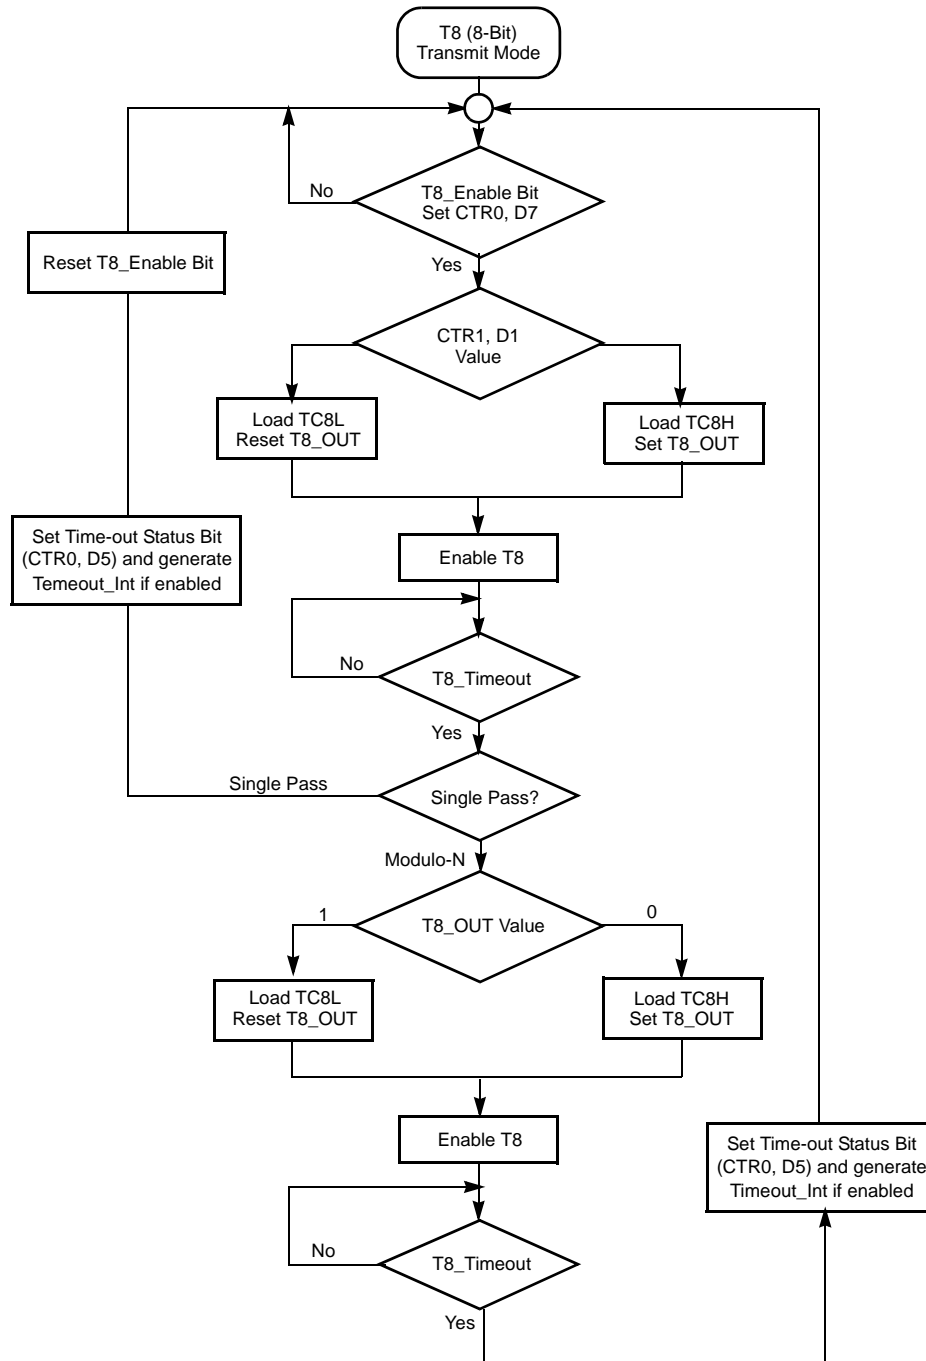 T8 (8-Bit)
Transmit Mode
No
T8_Enable Bit
Set CTR0, D7
Reset T8_Enable Bit
Yes
CTR1, D1
Value
Load TC8L
Reset T8_OUT
Load TC8H
Set T8_OUT
Set Time-out Status Bit
(CTR0, D5) and generate
Temeout_Int if enabled
Enable T8
No
T8_Timeout
Yes
Single Pass
Single Pass?
Modulo-N
1
T8_OUT Value
0
Load TC8L
Reset T8_OUT
Load TC8H
Set T8_OUT
Enable T8
Set Time-out Status Bit
(CTR0, D5) and generate
Timeout_Int if enabled
No
T8_Timeout
Yes